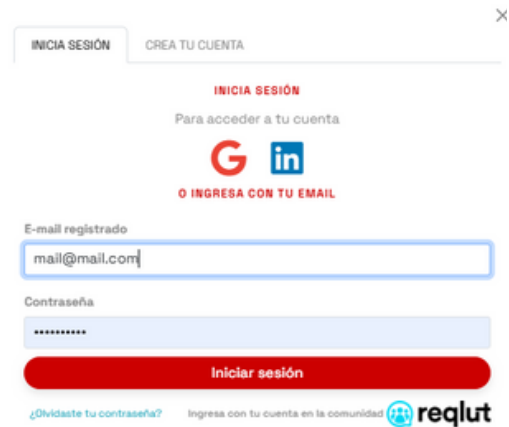 INICIA SESIÓN CREA TU CUENTA
INICIA SESIÓN
Para acceder a tu cuenta
G in
O INGRESA CON TU EMAIL
E-mail registrado
mail@mail.com
Contraseña
••••••••••
Iniciar sesión
¿Olvidaste tu contraseña? Ingresa con tu cuenta en la comunidad reqlut